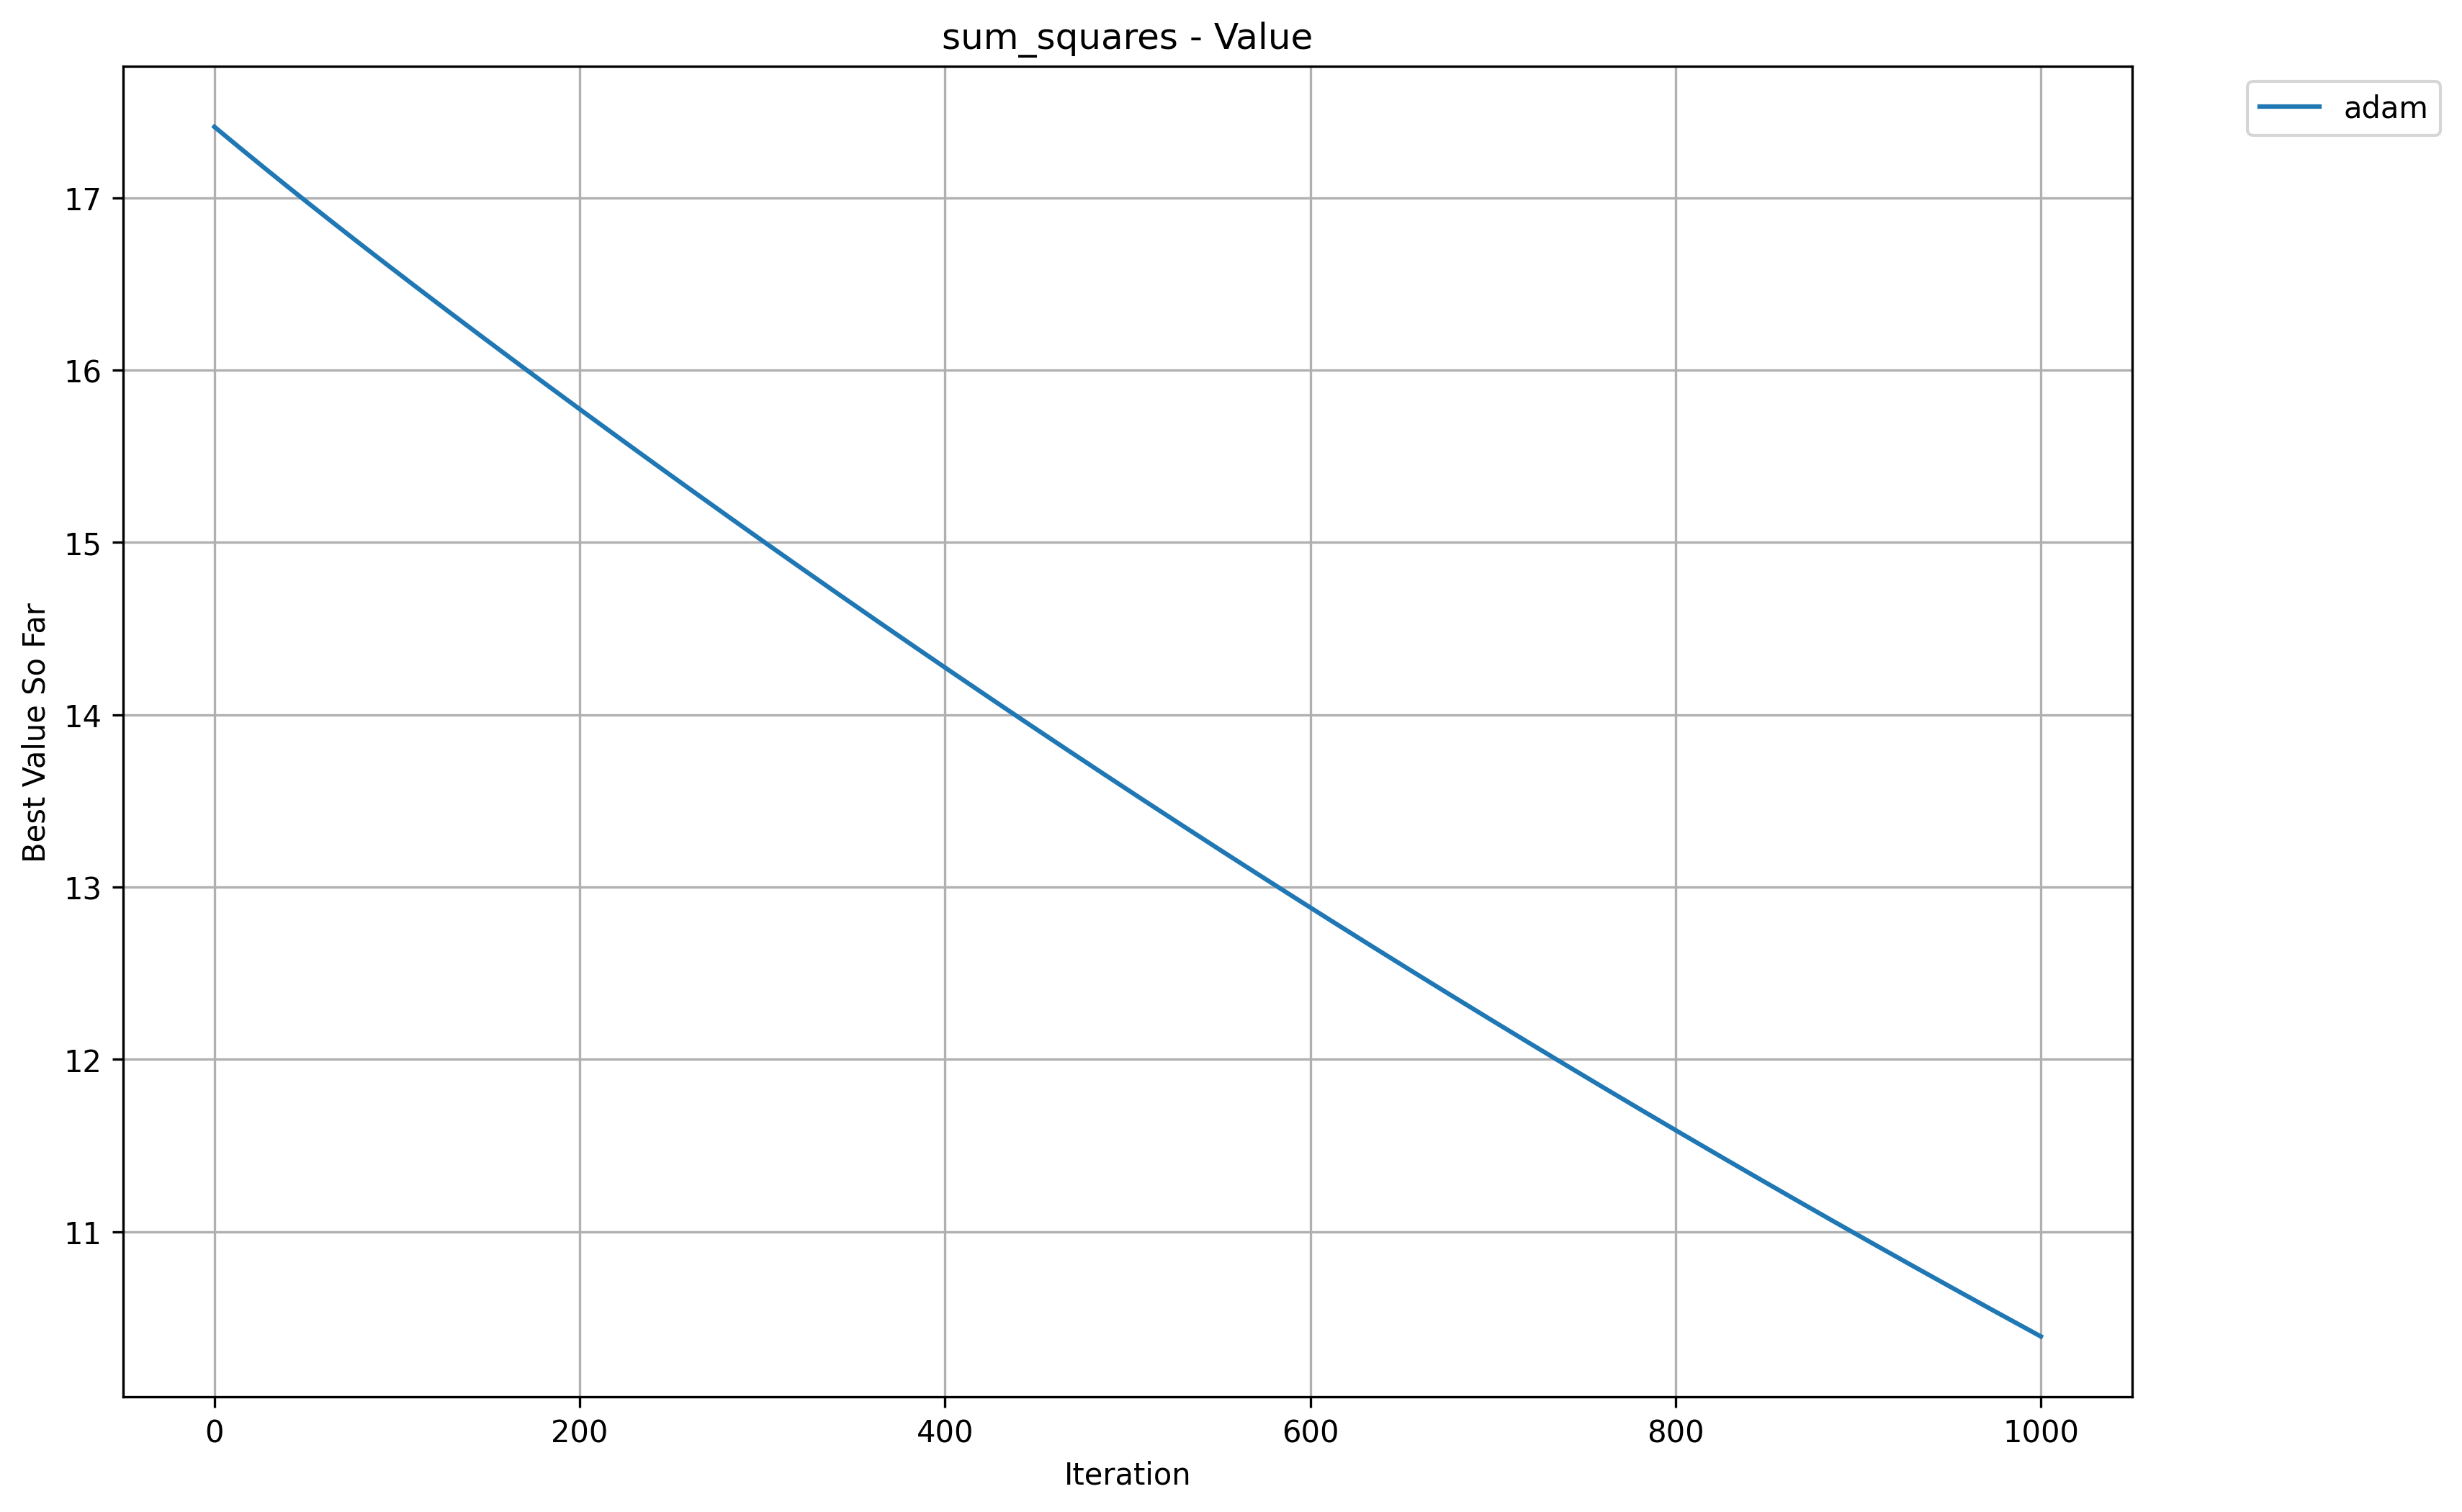 sum_squares - Value
adam
Best Value So Far
17
16
15
14
13
12
11
0 200 400 600 800 1000
Iteration